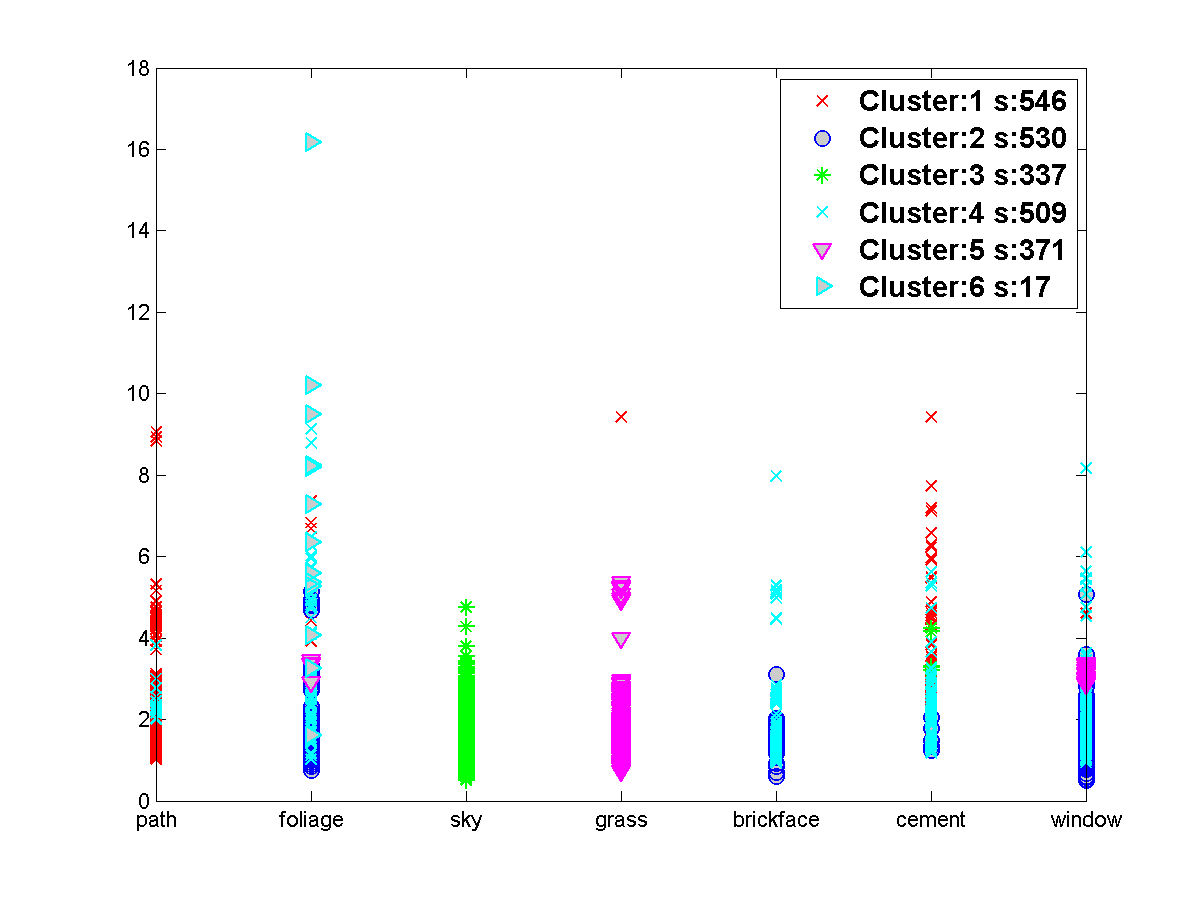 18
16
14
12
10
8
6
4
2
0
Cluster:1 s:546
Cluster:2 s:530
Cluster:3 s:337
Cluster:4 s:509
Cluster:5 s:371
Cluster:6 s:17
path foliage sky grass brickface cement window